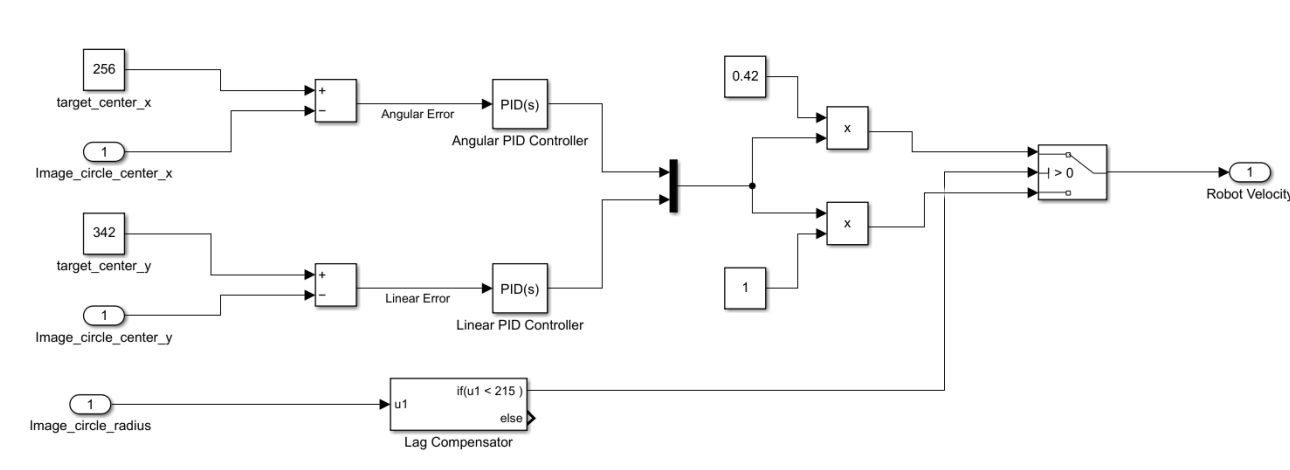 256
target_center_x
1
Image_circle_center_x
+
−
Angular Error
PID(s)
Angular PID Controller
342
target_center_y
1
Image_circle_center_y
+
−
Linear Error
PID(s)
Linear PID Controller
1
Image_circle_radius
u1
if(u1 < 215 )
else
Lag Compensator
0.42
x
x
1
> 0
1
Robot Velocity